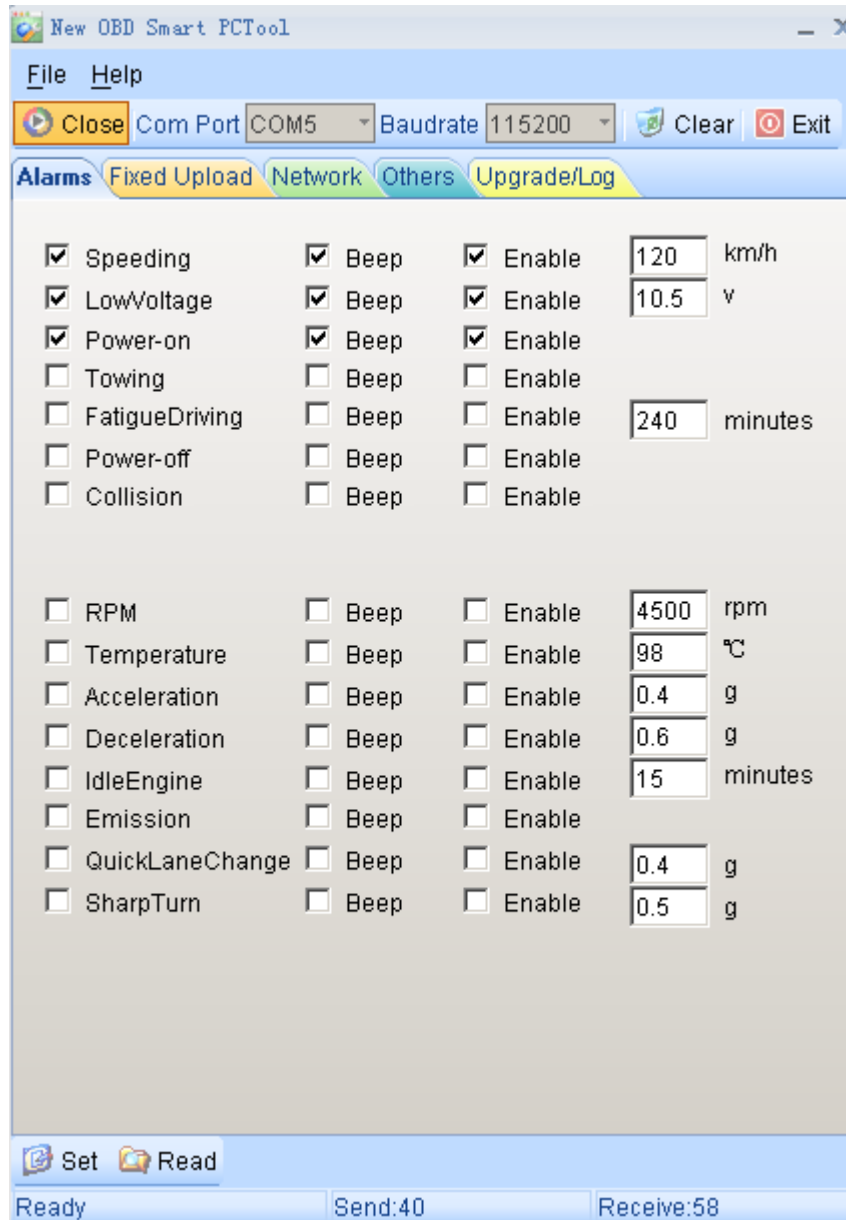 New OBD Smart PCTool
File Help
Close Com Port COM5 Baudrate 115200 Clear Exit
Alarms Fixed Upload Network Others Upgrade/Log
Speeding Beep Enable 120 km/h
LowVoltage Beep Enable 10.5 v
Power-on Beep Enable
Towing Beep Enable
FatigueDriving Beep Enable 240 minutes
Power-off Beep Enable
Collision Beep Enable
RPM Beep Enable 4500 rpm
Temperature Beep Enable 98 ℃
Acceleration Beep Enable 0.4 g
Deceleration Beep Enable 0.6 g
IdleEngine Beep Enable 15 minutes
Emission Beep Enable
QuickLaneChange Beep Enable 0.4 g
SharpTurn Beep Enable 0.5 g
Set Read
Ready Send:40 Receive:58